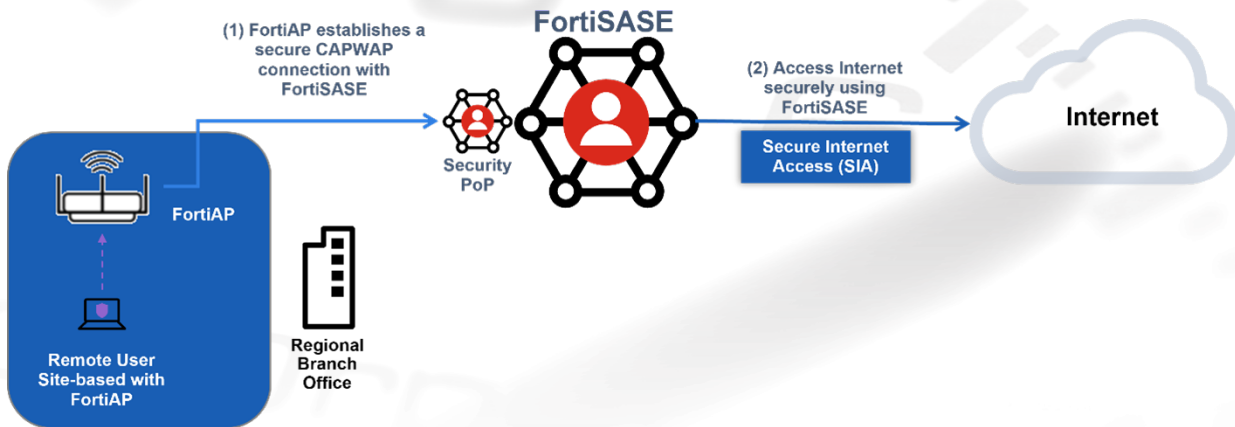 FortiSASE
(1) FortiAP establishes a
secure CAPWAP
connection with
FortiSASE
(2) Access Internet
securely using
FortiSASE
Internet
Secure Internet
Access (SIA)
Security
PoP
FortiAP
Regional
Branch
Office
Remote User
Site-based with
FortiAP